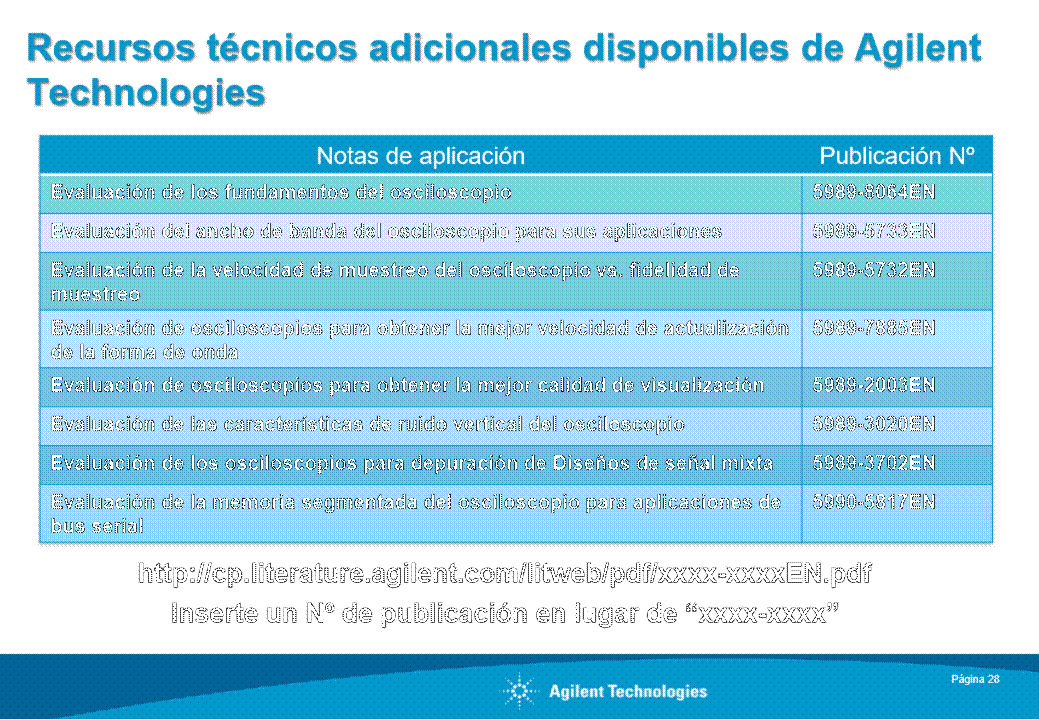 Recursos técnicos adicionales disponibles de Agilent
Technologies
Notas de aplicación Publicación Nº
Evaluación de los fundamentos del osciloscopio 5989-8064EN
Evaluación del ancho de banda del osciloscopio para sus aplicaciones 5989-5733EN
Evaluación de la velocidad de muestreo del osciloscopio vs. fidelidad de 5989-5732EN
muestreo
Evaluación de osciloscopios para obtener la mejor velocidad de actualización 5989-7885EN
de la forma de onda
Evaluación de osciloscopios para obtener la mejor calidad de visualización 5989-2003EN
Evaluación de las características de ruido vertical del osciloscopio 5989-3020EN
Evaluación de los osciloscopios para depuración de Diseños de señal mixta 5989-3702EN
Evaluación de la memoria segmentada del osciloscopio para aplicaciones de 5990-5817EN
bus serial
http://cp.literature.agilent.com/litweb/pdf/xxxx-xxxxEN.pdf
Inserte un Nº de publicación en lugar de “xxxx-xxxx”
Página 28
Agilent Technologies